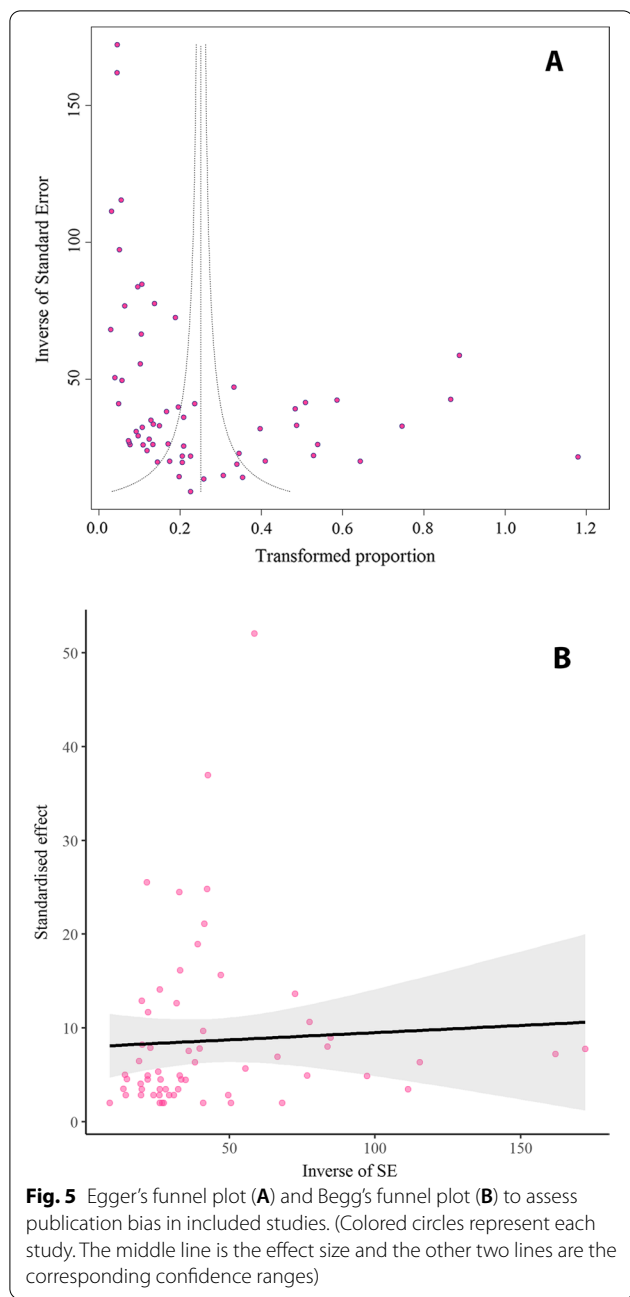 A
150
100
50
Inverse of Standard Error
0.0 0.2 0.4 0.6 0.8 1.0 1.2
Transformed proportion
B
50
40
30
20
10
0
Standardised effect
50 100 150
Inverse of SE
Fig. 5 Egger's funnel plot (A) and Begg's funnel plot (B) to assess
publication bias in included studies. (Colored circles represent each
study. The middle line is the effect size and the other two lines are the
corresponding confidence ranges)